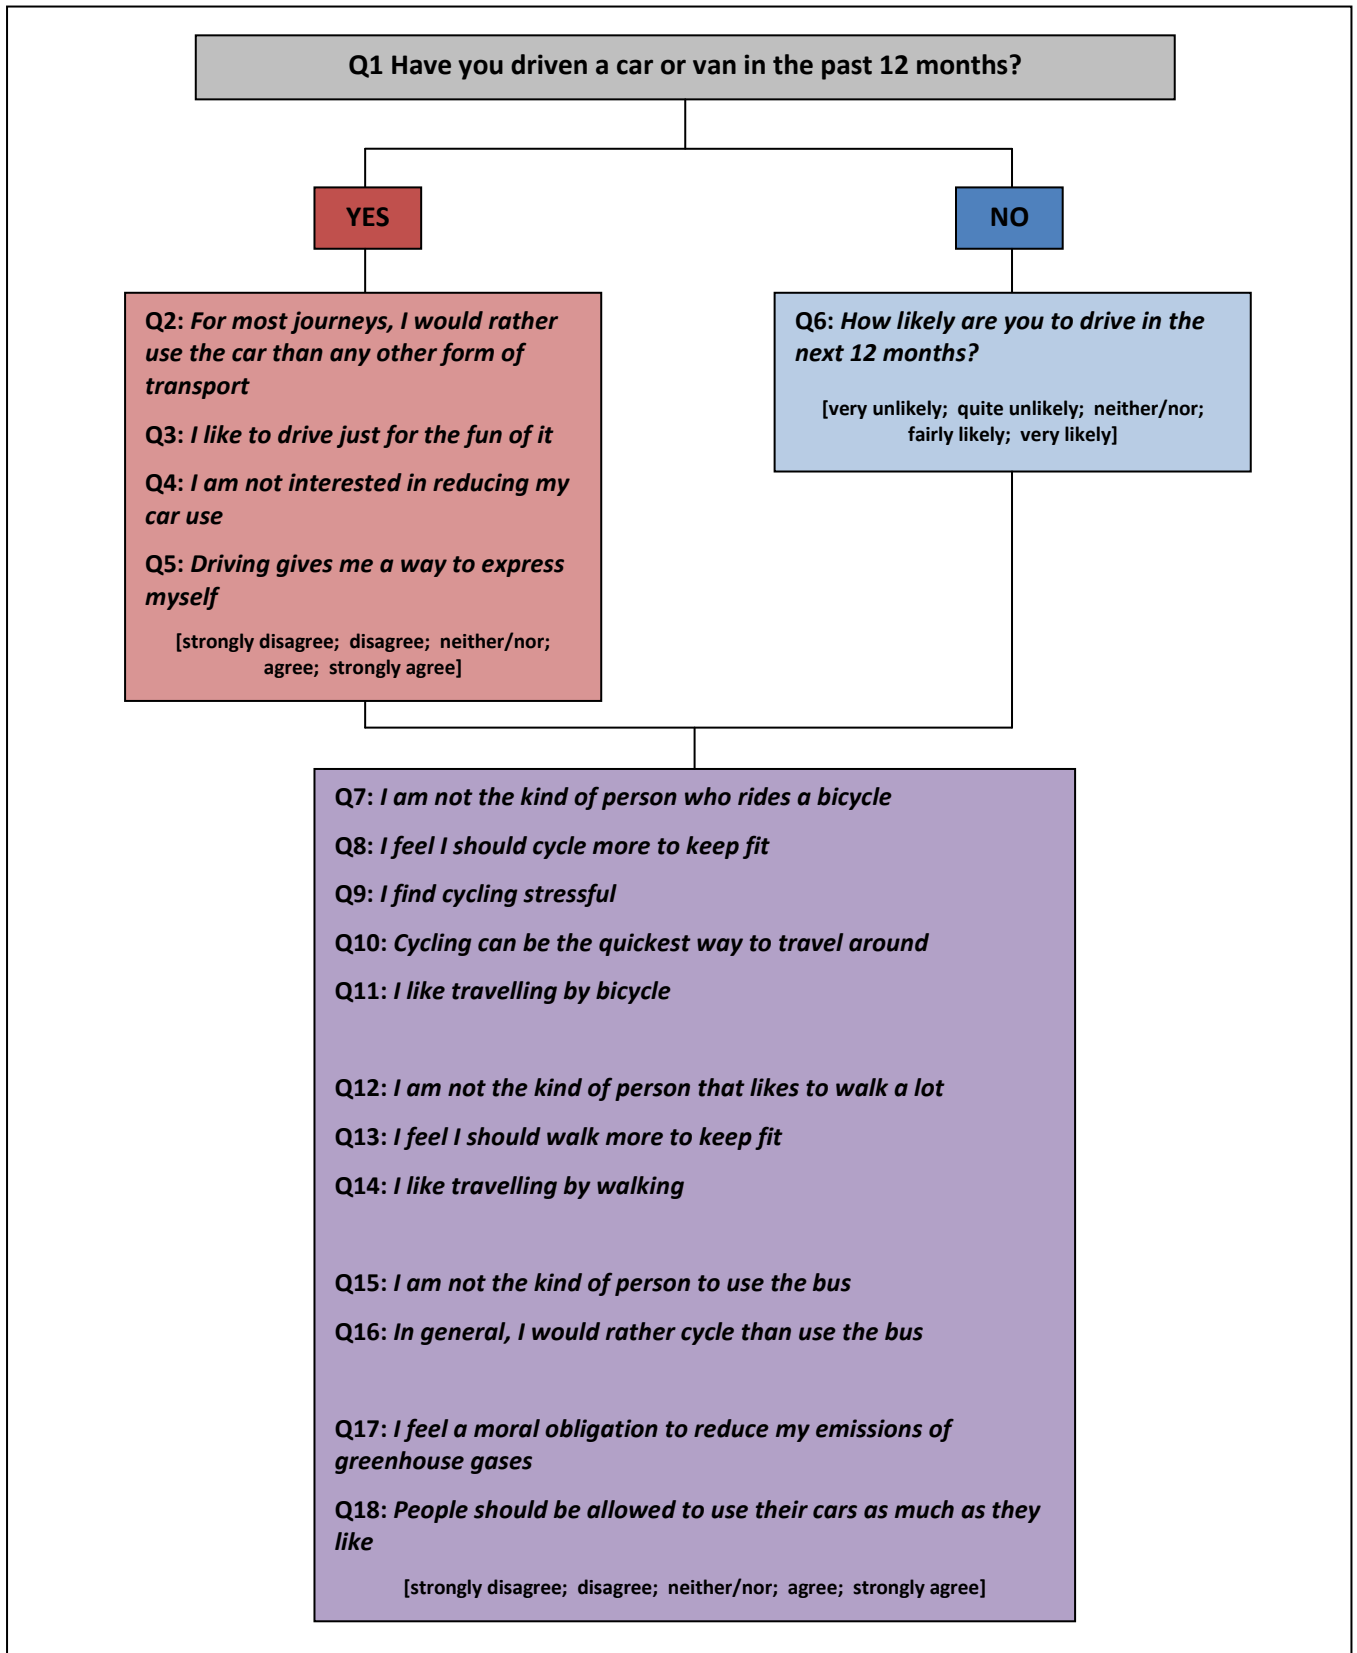 Q1 Have you driven a car or van in the past 12 months?
YES
NO
Q2: For most journeys, I would rather
use the car than any other form of
transport
Q3: I like to drive just for the fun of it
Q4: I am not interested in reducing my
car use
Q5: Driving gives me a way to express
myself
[strongly disagree; disagree; neither/nor;
agree; strongly agree]
Q6: How likely are you to drive in the
next 12 months?
[very unlikely; quite unlikely; neither/nor;
fairly likely; very likely]
Q7: I am not the kind of person who rides a bicycle
Q8: I feel I should cycle more to keep fit
Q9: I find cycling stressful
Q10: Cycling can be the quickest way to travel around
Q11: I like travelling by bicycle
Q12: I am not the kind of person that likes to walk a lot
Q13: I feel I should walk more to keep fit
Q14: I like travelling by walking
Q15: I am not the kind of person to use the bus
Q16: In general, I would rather cycle than use the bus
Q17: I feel a moral obligation to reduce my emissions of
greenhouse gases
Q18: People should be allowed to use their cars as much as they
like
[strongly disagree; disagree; neither/nor; agree; strongly agree]